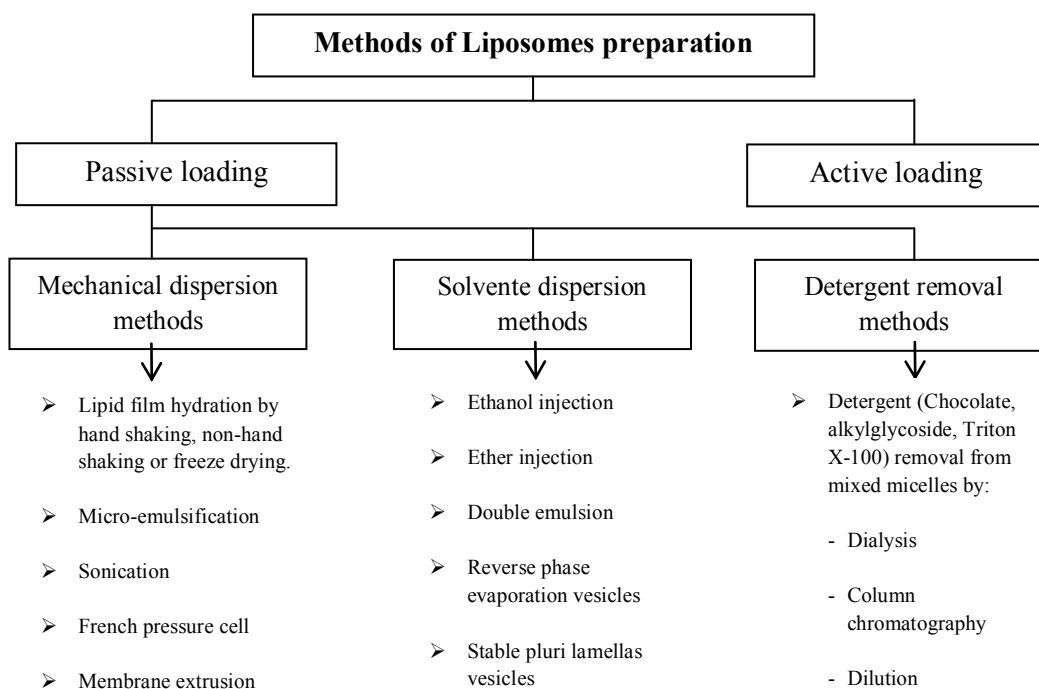 Methods of Liposomes preparation
Passive loading
Active loading
Mechanical dispersion
methods
Solvente dispersion
methods
Detergent removal
methods
➢ Lipid film hydration by
hand shaking, non-hand
shaking or freeze drying.
➢ Micro-emulsification
➢ Sonication
➢ French pressure cell
➢ Membrane extrusion
➢ Ethanol injection
➢ Ether injection
➢ Double emulsion
➢ Reverse phase
evaporation vesicles
➢ Stable pluri lamellas
vesicles
➢ Detergent (Chocolate,
alkylglycoside, Triton
X-100) removal from
mixed micelles by:
- Dialysis
- Column
chromatography
- Dilution